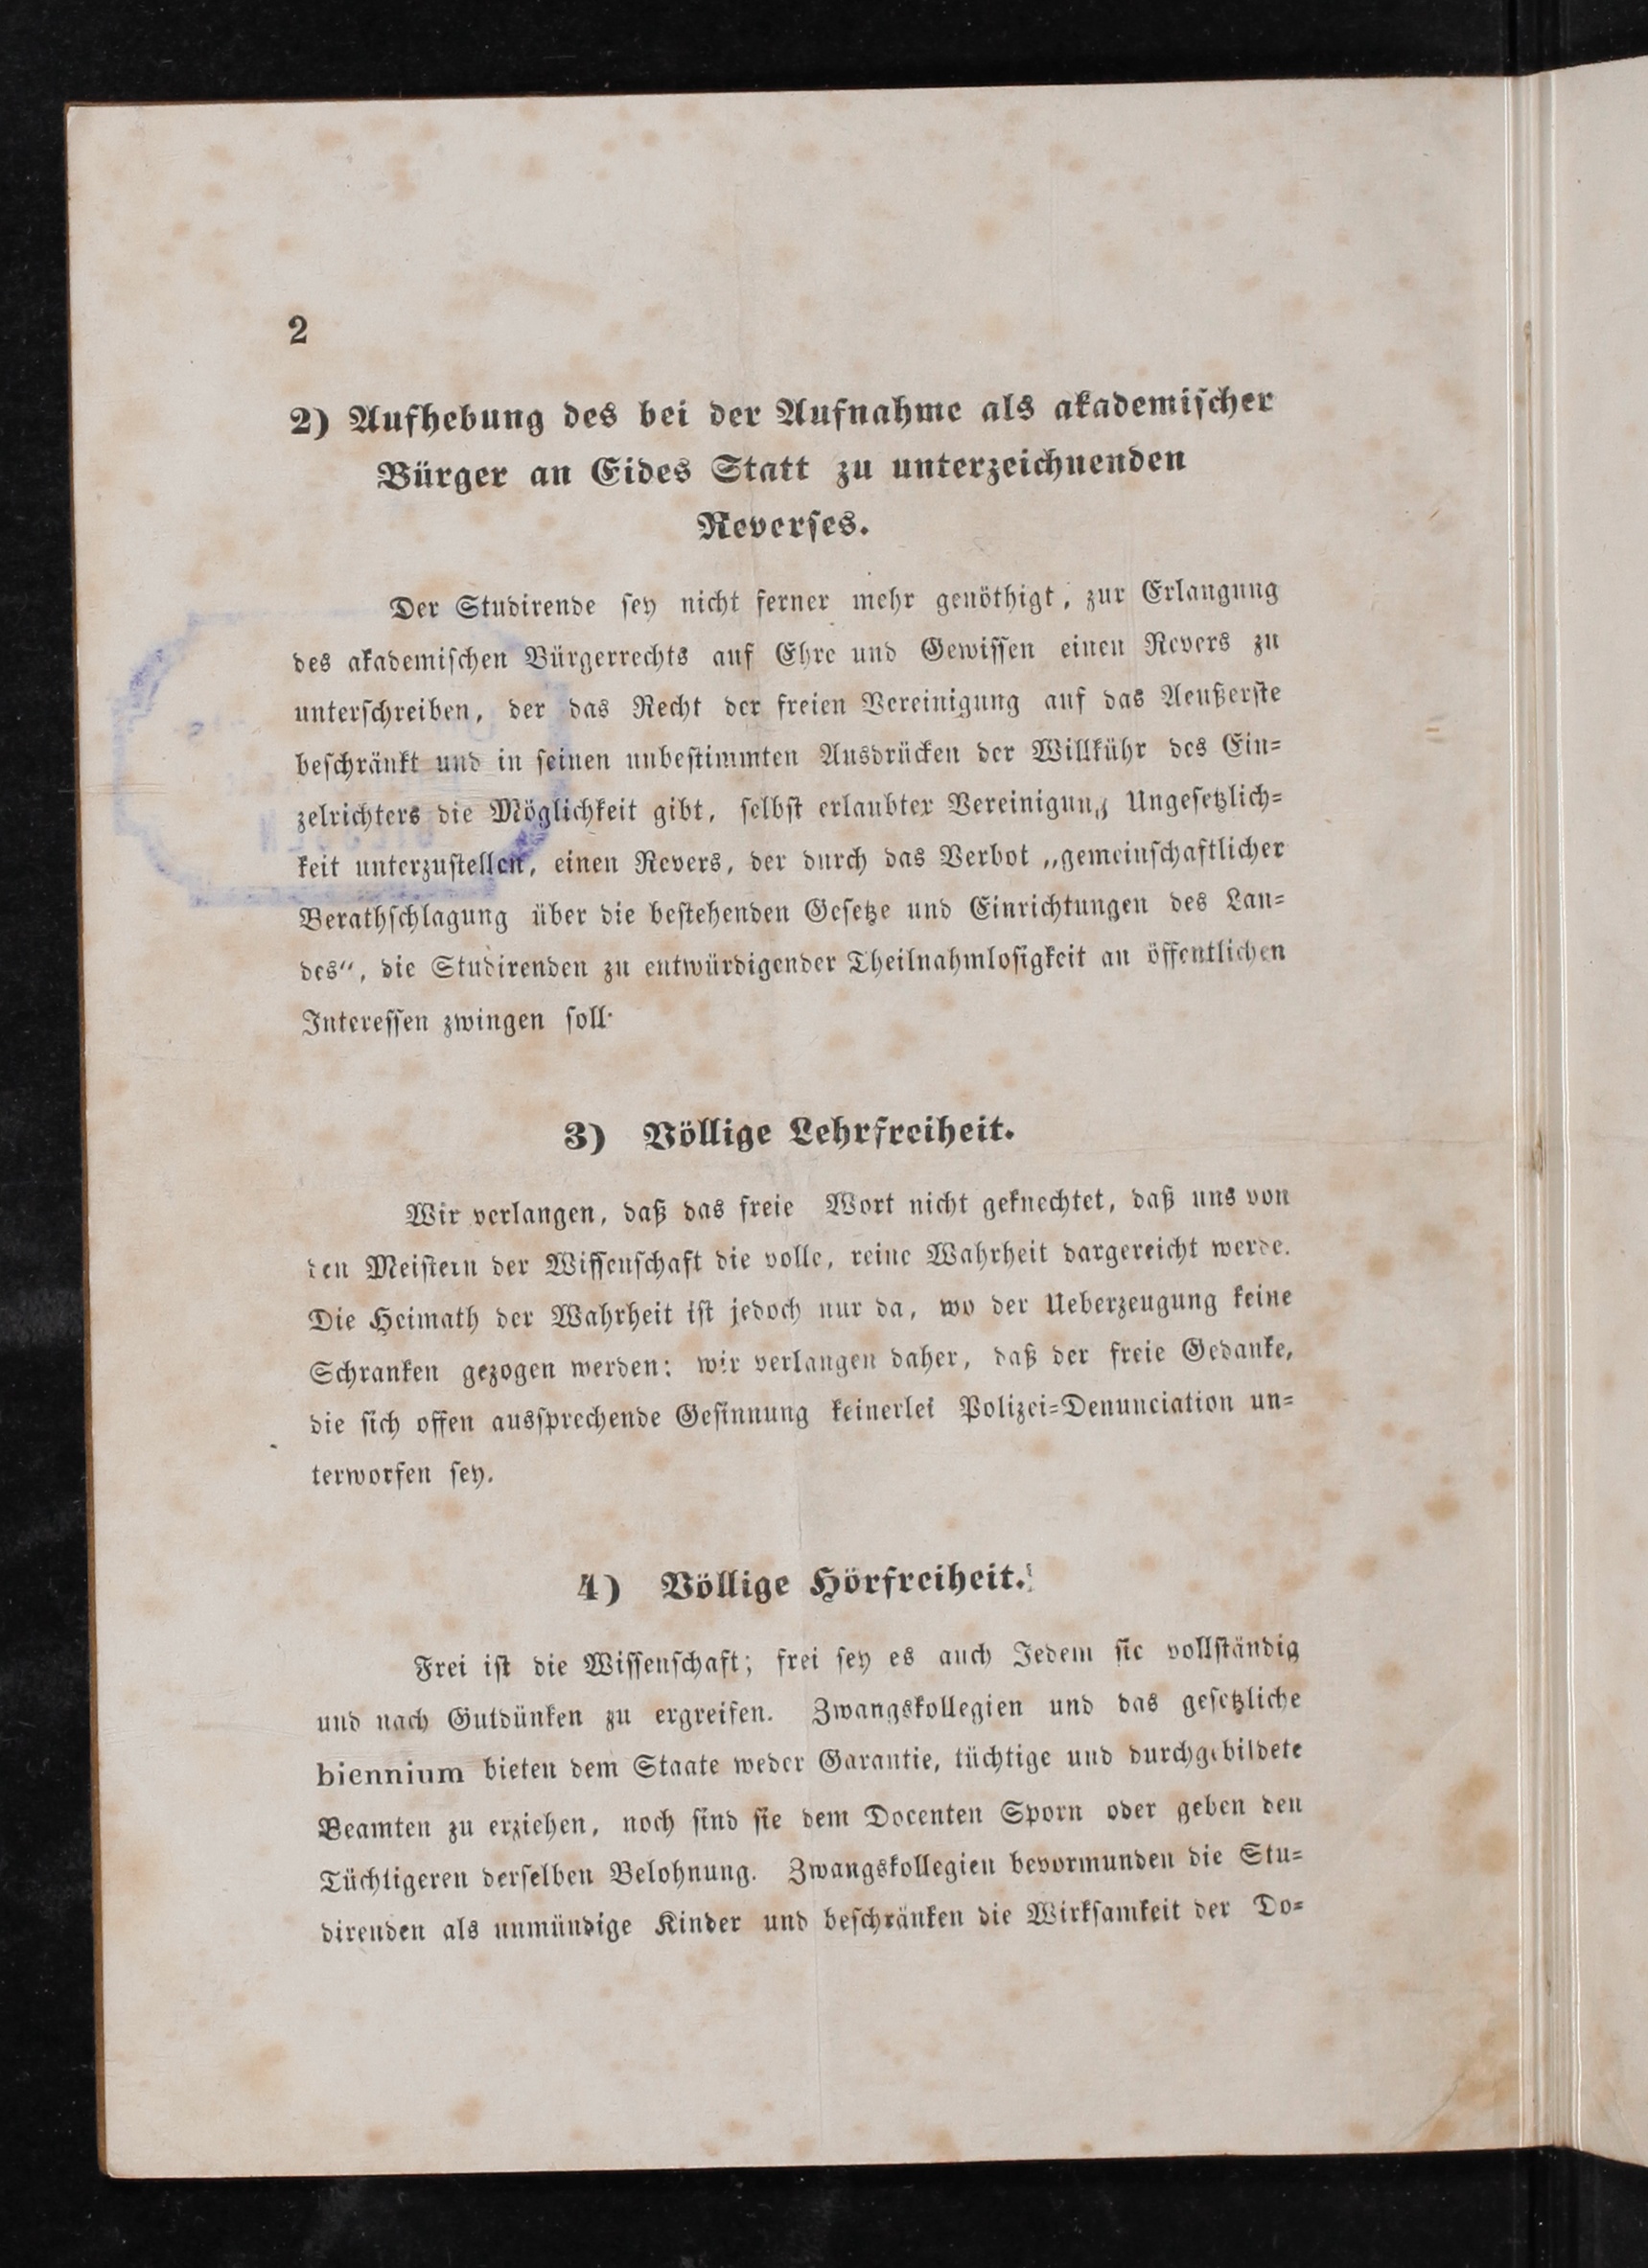 2
2) Aufhebung des bei der Aufnahme als akademischer
Bürger an Eides Statt zu unterzeichnenden
Reverses.
Der Studirende sey nicht ferner mehr genöthigt, zur Erlangung
des akademischen Bürgerrechts auf Ehre und Gewissen einen Revers zu
unterschreiben, der das Recht der freien Vereinigung auf das Aeußerste
beschränkt und in seinen unbestimmten Ausdrücken der Willkühr des Ein-
zelrichters die Möglichkeit gibt, selbst erlaubter Vereinigung Ungesetzlich-
keit unterzustellen, einen Revers, der durch das Verbot „gemeinschaftlicher
Berathschlagung über die bestehenden Gesetze und Einrichtungen des Lan-
des“, die Studirenden zu entwürdigender Theilnahmlosigkeit an öffentlichen
Interessen zwingen soll.
3) Völlige Lehrfreiheit.
Wir verlangen, daß das freie Wort nicht geknechtet, daß uns von
den Meistern der Wissenschaft die volle, reine Wahrheit dargereicht werde.
Die Heimath der Wahrheit ist jedoch nur da, wo der Ueberzeugung keine
Schranken gezogen werden: wir verlangen daher, daß der freie Gedanke,
die sich offen aussprechende Gesinnung keinerlei Polizei-Denunciation un-
terworfen sey.
4) Völlige Hörfreiheit.
Frei ist die Wissenschaft; frei sey es auch Jedem sie vollständig
und nach Gutdünken zu ergreifen. Zwangskollegien und das gesetzliche
biennium bieten dem Staate weder Garantie, tüchtige und durchgebildete
Beamten zu erziehen, noch sind sie dem Docenten Sporn oder geben den
Tüchtigeren derselben Belohnung. Zwangskollegien bevormunden die Stu-
direnden als unmündige Kinder und beschränken die Wirksamkeit der Do-